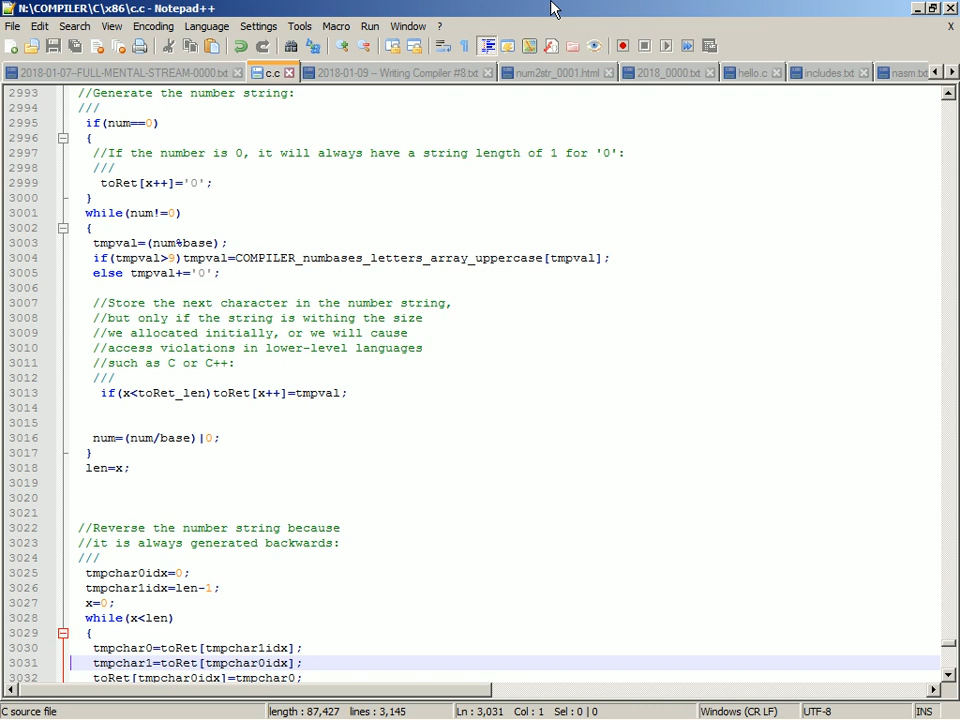 N:\COMPILER\C\x86\c.c - Notepad++
File Edit Search View Encoding Language Settings Tools Macro Run Window ? X
2018-01-07-FULL-MENTAL-STREAM-0000.txt c.c 2018-01-09 – Writing Compiler #8.txt num2str_0001.html 2018_0000.txt hello.c includes.txt nasm.txt
2993 //Generate the number string:
2994 ///
2995 if(num==0)
2996 {
2997 //If the number is 0, it will always have a string length of 1 for '0':
2998 ///
2999 toRet[x++]='0';
3000 }
3001 while(num!=0)
3002 {
3003 tmpval=(num%base);
3004 if(tmpval>9)tmpval=COMPILER_numbases_letters_array_uppercase[tmpval];
3005 else tmpval+='0';
3006
3007 //Store the next character in the number string,
3008 //but only if the string is withing the size
3009 //we allocated initially, or we will cause
3010 //access violations in lower-level languages
3011 //such as C or C++:
3012 ///
3013 if(x<toRet_len)toRet[x++]=tmpval;
3014
3015
3016 num=(num/base)|0;
3017 }
3018 len=x;
3019
3020
3021
3022 //Reverse the number string because
3023 //it is always generated backwards:
3024 ///
3025 tmpchar0idx=0;
3026 tmpchar1idx=len-1;
3027 x=0;
3028 while(x<len)
3029 {
3030 tmpchar0=toRet[tmpchar1idx];
3031 tmpchar1=toRet[tmpchar0idx];
3032 toRet[tmpchar0idx]=tmpchar0;
C source file length : 87,427 lines : 3,145 Ln : 3,031 Col : 1 Sel : 0 | 0 Windows (CR LF) UTF-8 INS